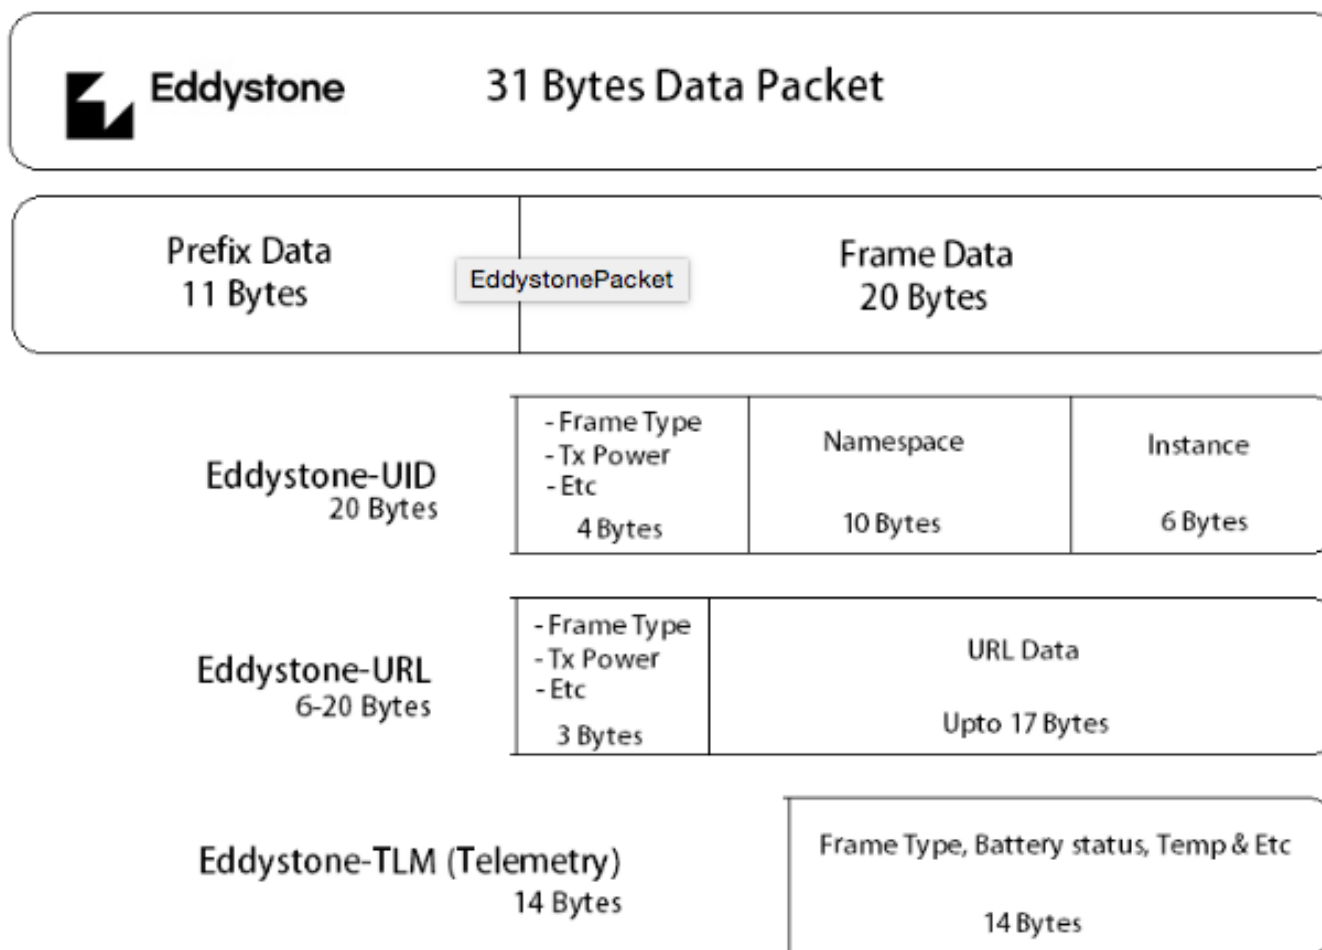 Eddystone
31 Bytes Data Packet
Prefix Data
11 Bytes
EddystonePacket
Frame Data
20 Bytes
Eddystone-UID
20 Bytes
- Frame Type
- Tx Power
- Etc
4 Bytes
Namespace
10 Bytes
Instance
6 Bytes
Eddystone-URL
6-20 Bytes
- Frame Type
- Tx Power
- Etc
3 Bytes
URL Data
Upto 17 Bytes
Eddystone-TLM (Telemetry)
14 Bytes
Frame Type, Battery status, Temp & Etc
14 Bytes